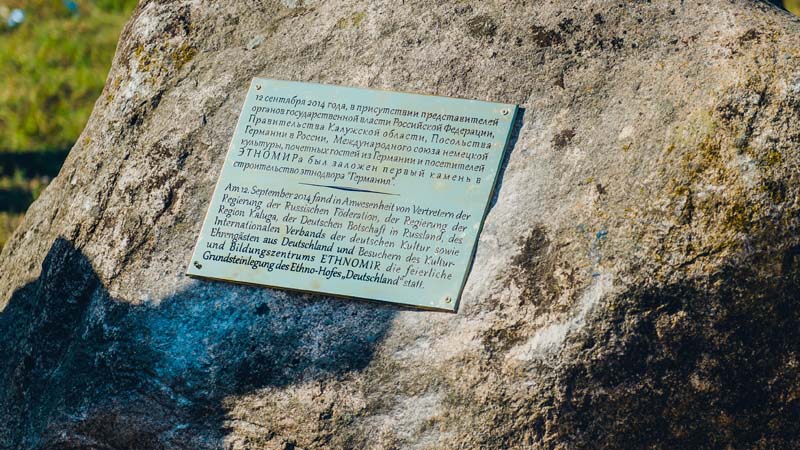 12 сентября 2014 года, в присутствии представителей
органов государственной власти Российской Федерации,
Правительства Калужской области, Посольства
Германии в России, Международного союза немецкой
культуры, почетных гостей из Германии и посетителей
ЭТНОМИРа был заложен первый камень в
строительство этнодвора "Германия".
Am 12. September 2014 fand in Anwesenheit von Vertretern der
Regierung der Russischen Föderation, der Regierung der
Region Kaluga, der Deutschen Botschaft in Russland, des
Internationalen Verbands der deutschen Kultur sowie
Ehrengästen aus Deutschland und Besuchern des Kultur-
und Bildungszentrums ETHNOMIR die feierliche
Grundsteinlegung des Ethno-Hofes „Deutschland" statt.